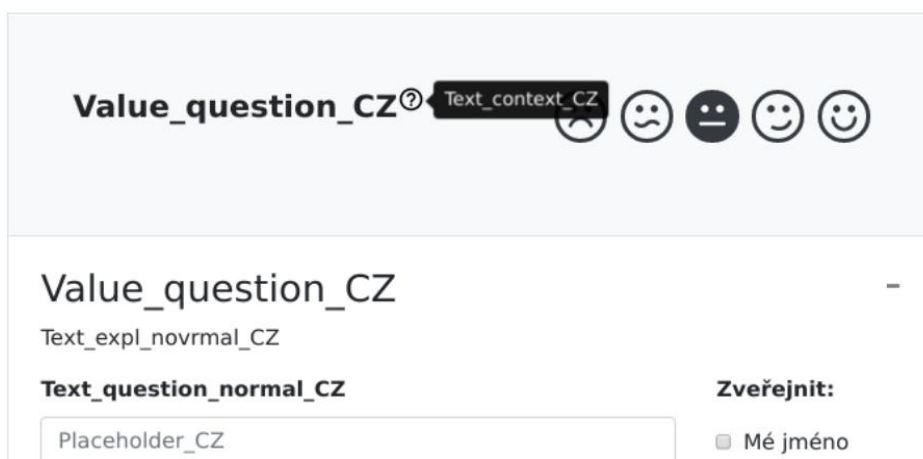 Value_question_CZ? Text_context_CZ
Value_question_CZ
Text_expl_novrmal_CZ
Text_question_normal_CZ
Zveřejnit:
Placeholder_CZ
Mé jméno